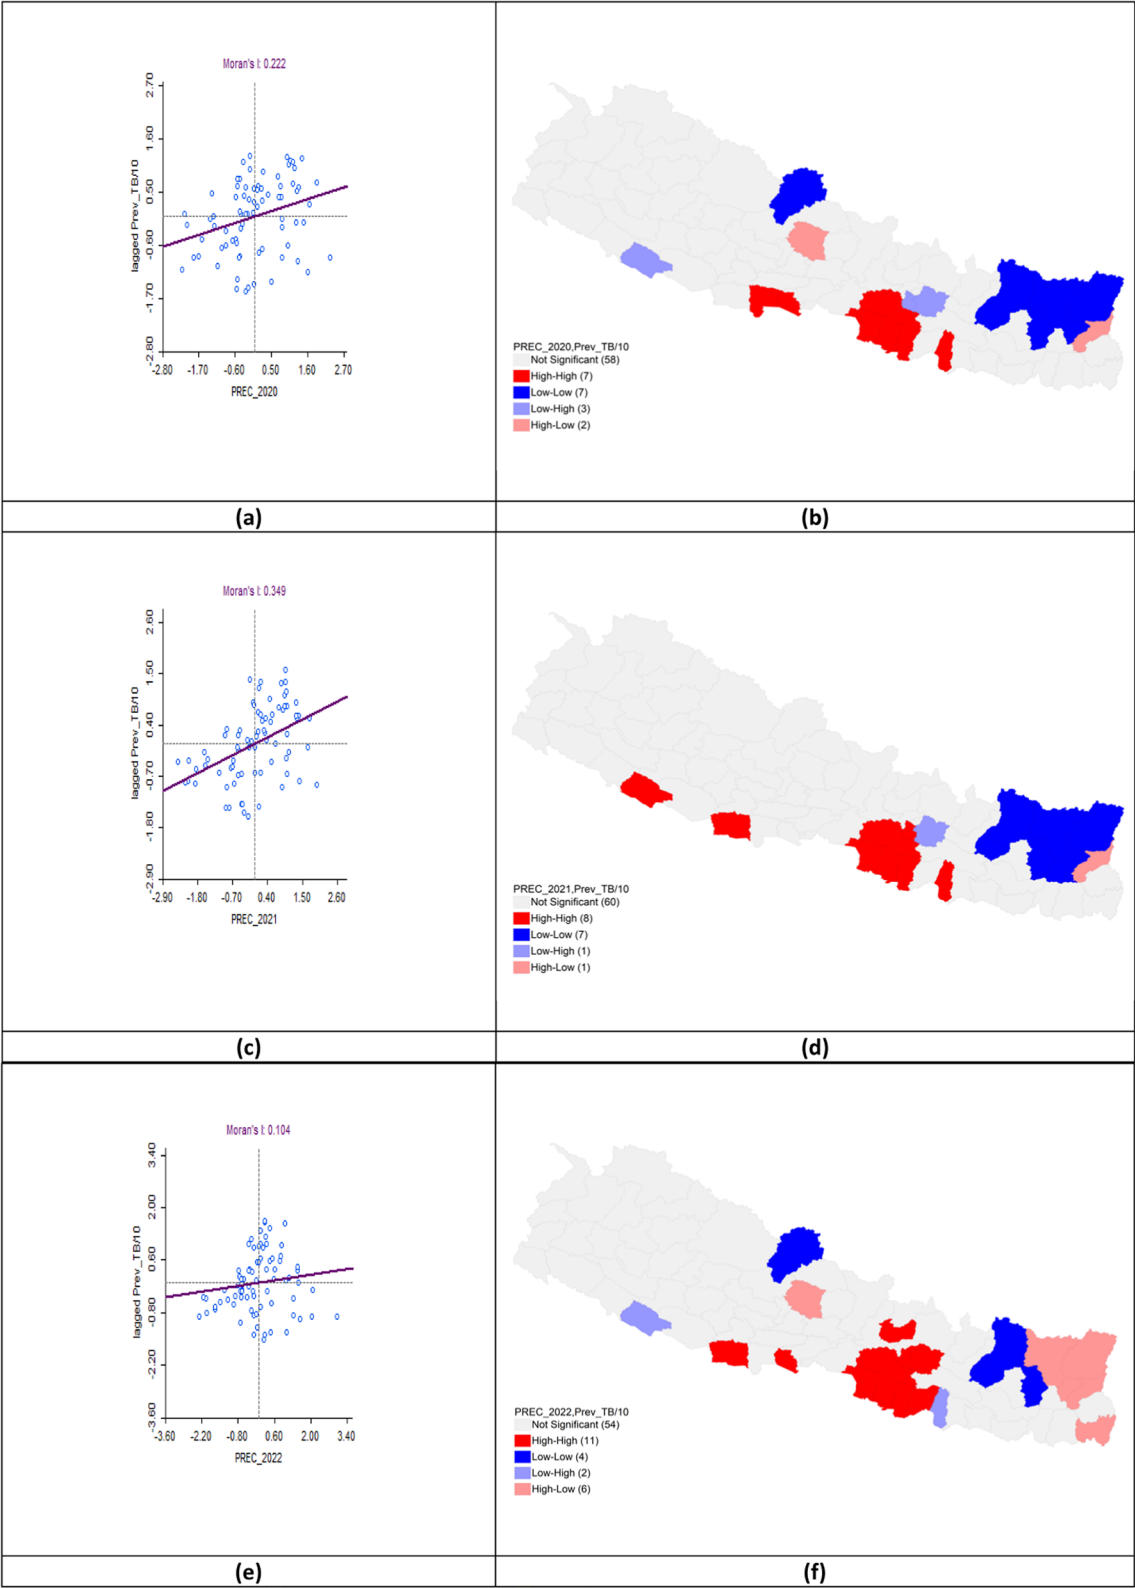 Moran's I: 0.222
lagged Prev_TB/10
2.70
1.60
0.50
-0.60
-1.70
-2.80
-2.80 -1.70 -0.60 0.50 1.60 2.70
PREC_2020
PREC_2020,Prev_TB/10
Not Significant (58)
High-High (7)
Low-Low (7)
Low-High (3)
High-Low (2)
(a)
(b)
Moran's I: 0.349
lagged Prev_TB/10
2.60
1.50
0.40
-0.70
-1.80
-2.90
-2.90 -1.80 -0.70 0.40 1.50 2.60
PREC_2021
PREC_2021,Prev_TB/10
Not Significant (60)
High-High (8)
Low-Low (7)
Low-High (1)
High-Low (1)
(c)
(d)
Moran's I: 0.104
lagged Prev_TB/10
3.40
2.00
0.60
-0.80
-2.20
-3.60
-3.60 -2.20 -0.80 0.60 2.00 3.40
PREC_2022
PREC_2022,Prev_TB/10
Not Significant (54)
High-High (11)
Low-Low (4)
Low-High (2)
High-Low (6)
(e)
(f)